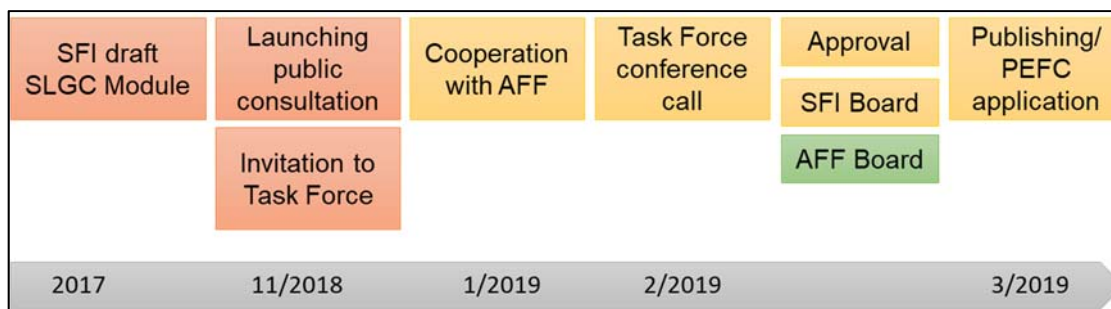 SFI draft
SLGC Module
Launching
public
consultation
Invitation to
Task Force
Cooperation
with AFF
Task Force
conference
call
Approval
SFI Board
AFF Board
Publishing/
PEFC
application
2017
11/2018
1/2019
2/2019
3/2019